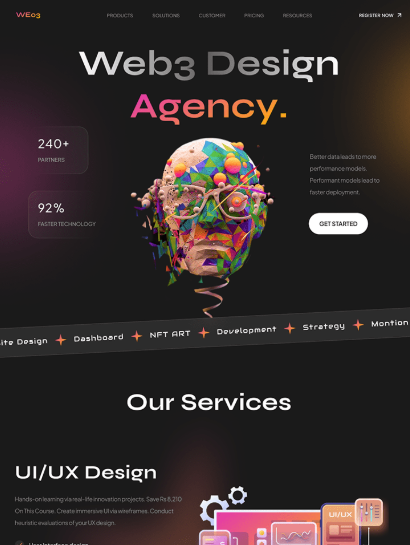 WE03
PRODUCTS SOLUTIONS CUSTOMER PRICING RESOURCES REGISTER NOW
Web3 Design
Agency.
240+
PARTNERS
92%
FASTER TECHNOLOGY
Better data leads to more
performance models.
Performant models lead to
faster deployment.
GET STARTED
ite Design Dashboard NFT ART Development Strategy Montion
Our Services
UI/UX Design
Hands-on learning via real-life innovation projects. Save Rs 8,210
On This Course. Create immersive UI via wireframes. Conduct
heuristic evaluations of your UX design.
UI/UX